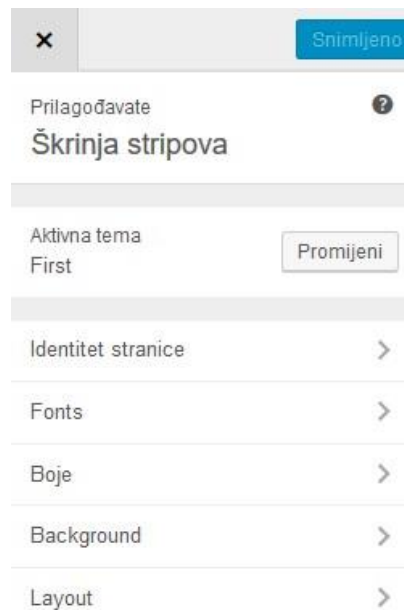 Snimljeno
Prilagođavate
Škrinja stripova
Aktivna tema
First
Promijeni
Identitet stranice
Fonts
Boje
Background
Layout